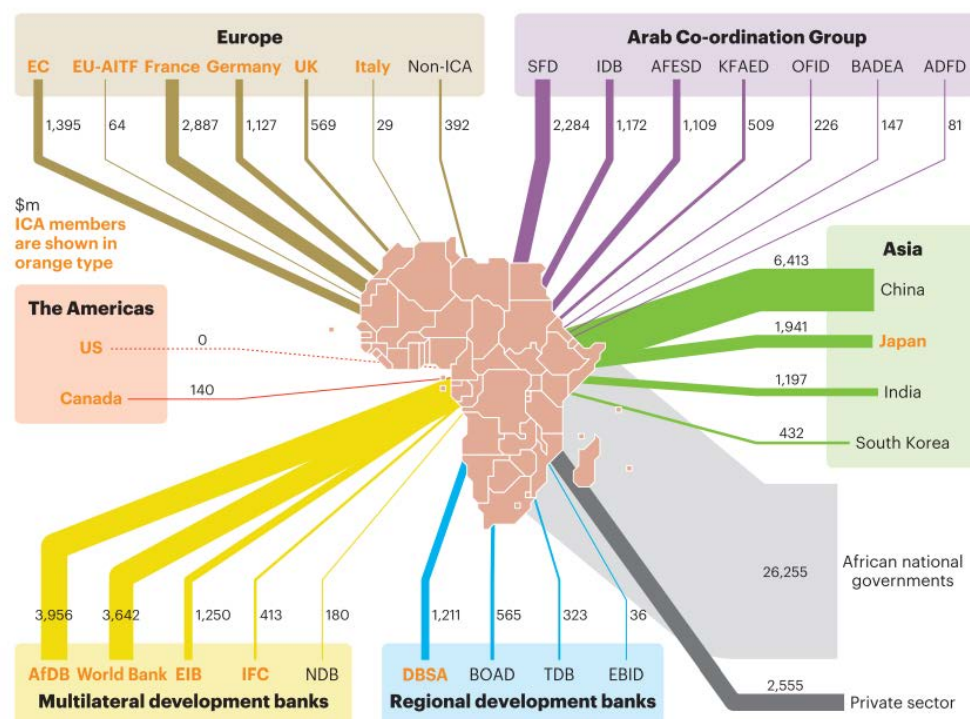 Europe
EC EU-AITF France Germany UK Italy Non-ICA
1,395 64 2,887 1,127 569 29 392
Arab Co-ordination Group
SFD IDB AFESD KFAED OFID BADEA ADFD
2,284 1,172 1,109 509 226 147 81
$m
ICA members
are shown in
orange type
The Americas
US 0
Canada 140
Asia
6,413 China
1,941 Japan
1,197 India
432 South Korea
26,255 African national
governments
2,555 Private sector
3,956 3,642 1,250 413 180
AfDB World Bank EIB IFC NDB
Multilateral development banks
1,211 565 323 36
DBSA BOAD TDB EBID
Regional development banks